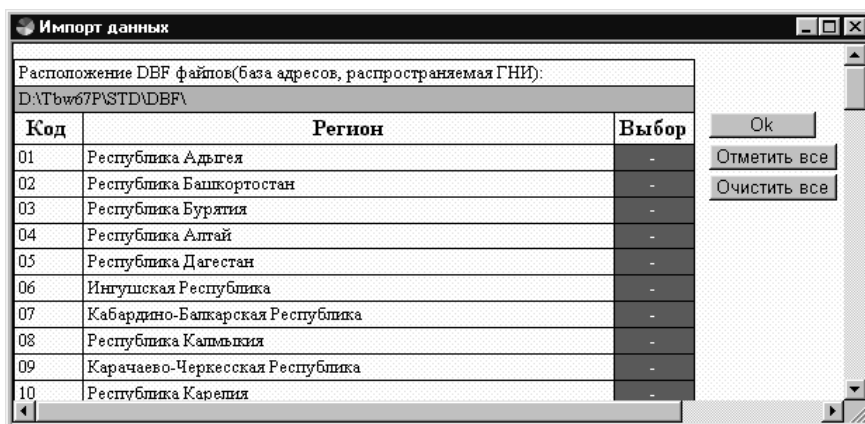 Импорт данных
Расположение DBF файлов(база адресов, распространяемая ГНИ):
D:\Tbw67P\STD\DBF\
Код Регион Выбор
01 Республика Адыгея -
02 Республика Башкортостан -
03 Республика Бурятия -
04 Республика Алтай -
05 Республика Дагестан -
06 Ингушская Республика -
07 Кабардино-Балкарская Республика -
08 Республика Калмыкия -
09 Карачаево-Черкесская Республика -
10 Республика Карелия -
Ok
Отметить все
Очистить все